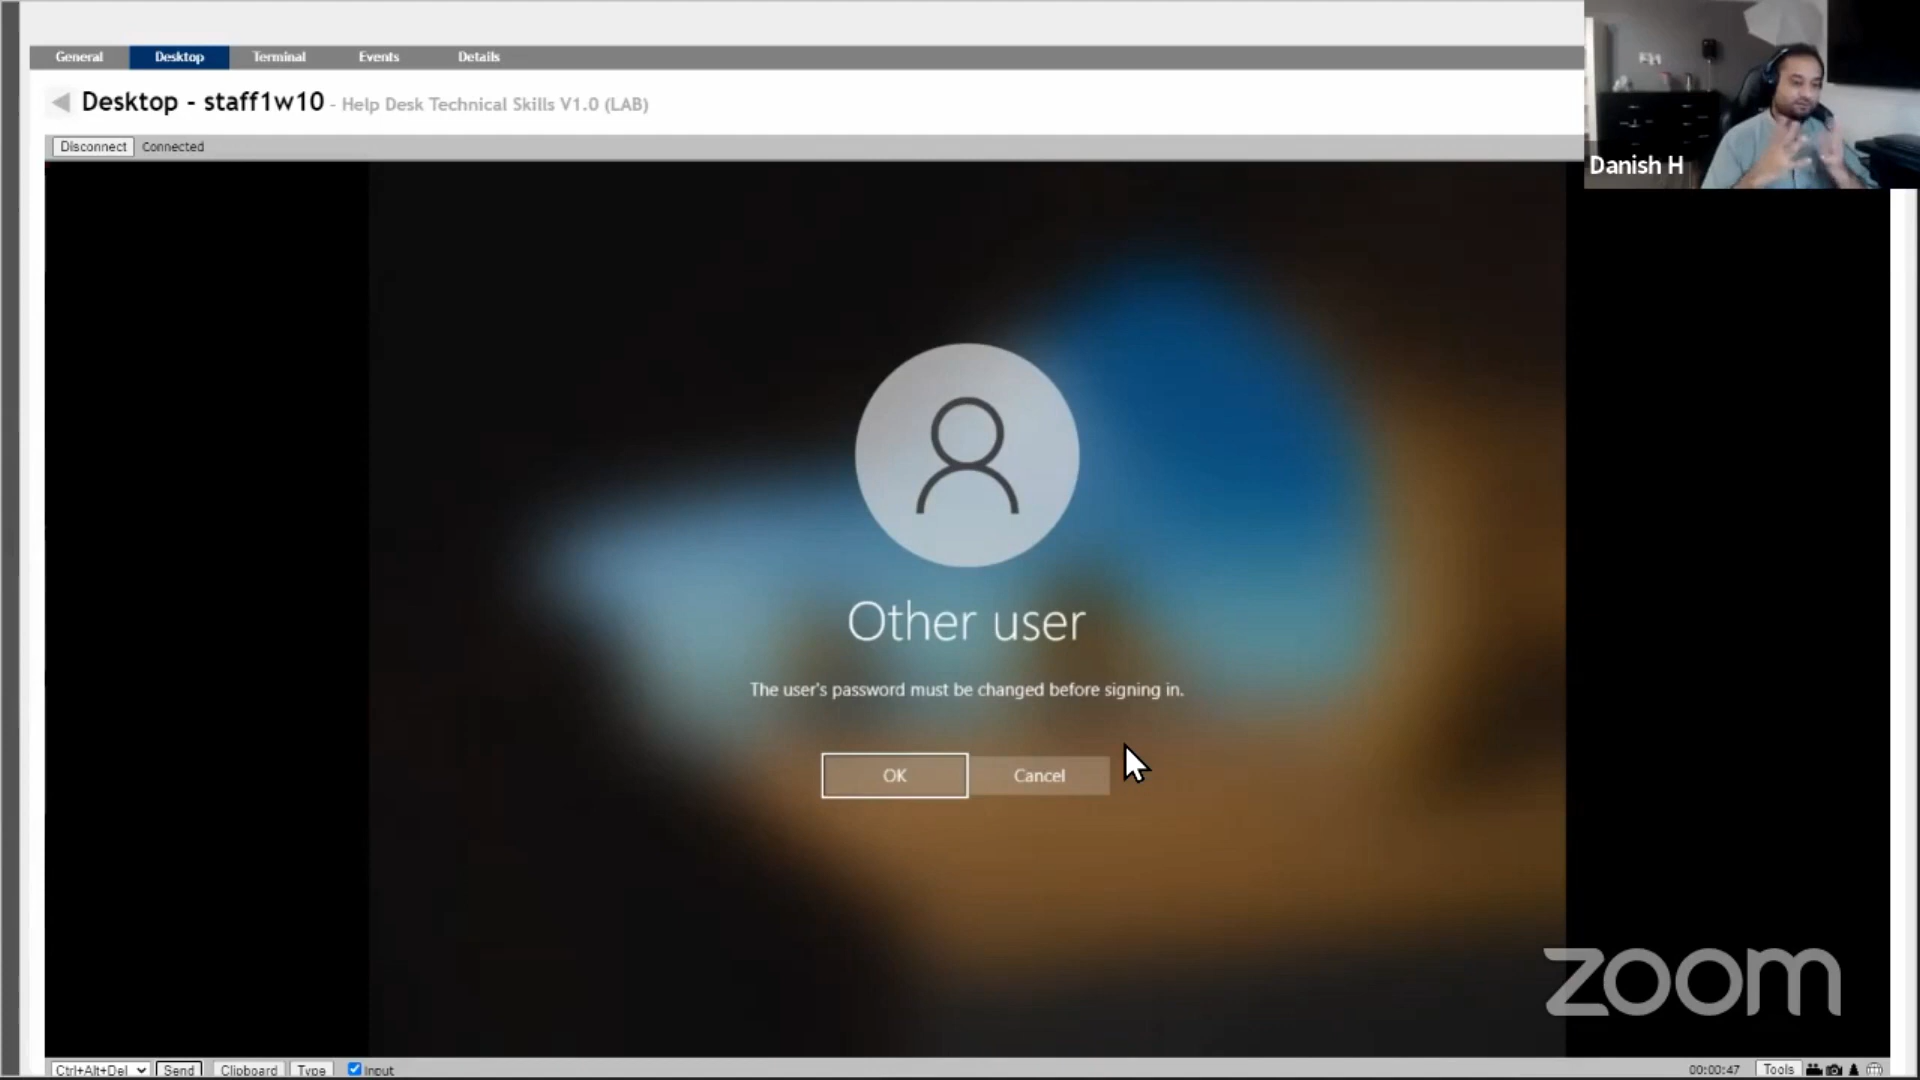 General Desktop Terminal Events Details
Desktop - staff1w10 - Help Desk Technical Skills V1.0 (LAB)
Disconnect Connected
Danish H
Other user
The user's password must be changed before signing in.
OK Cancel
zoom
Ctrl+Alt+Del Send Clipboard Type Input 00:00:47 Tools